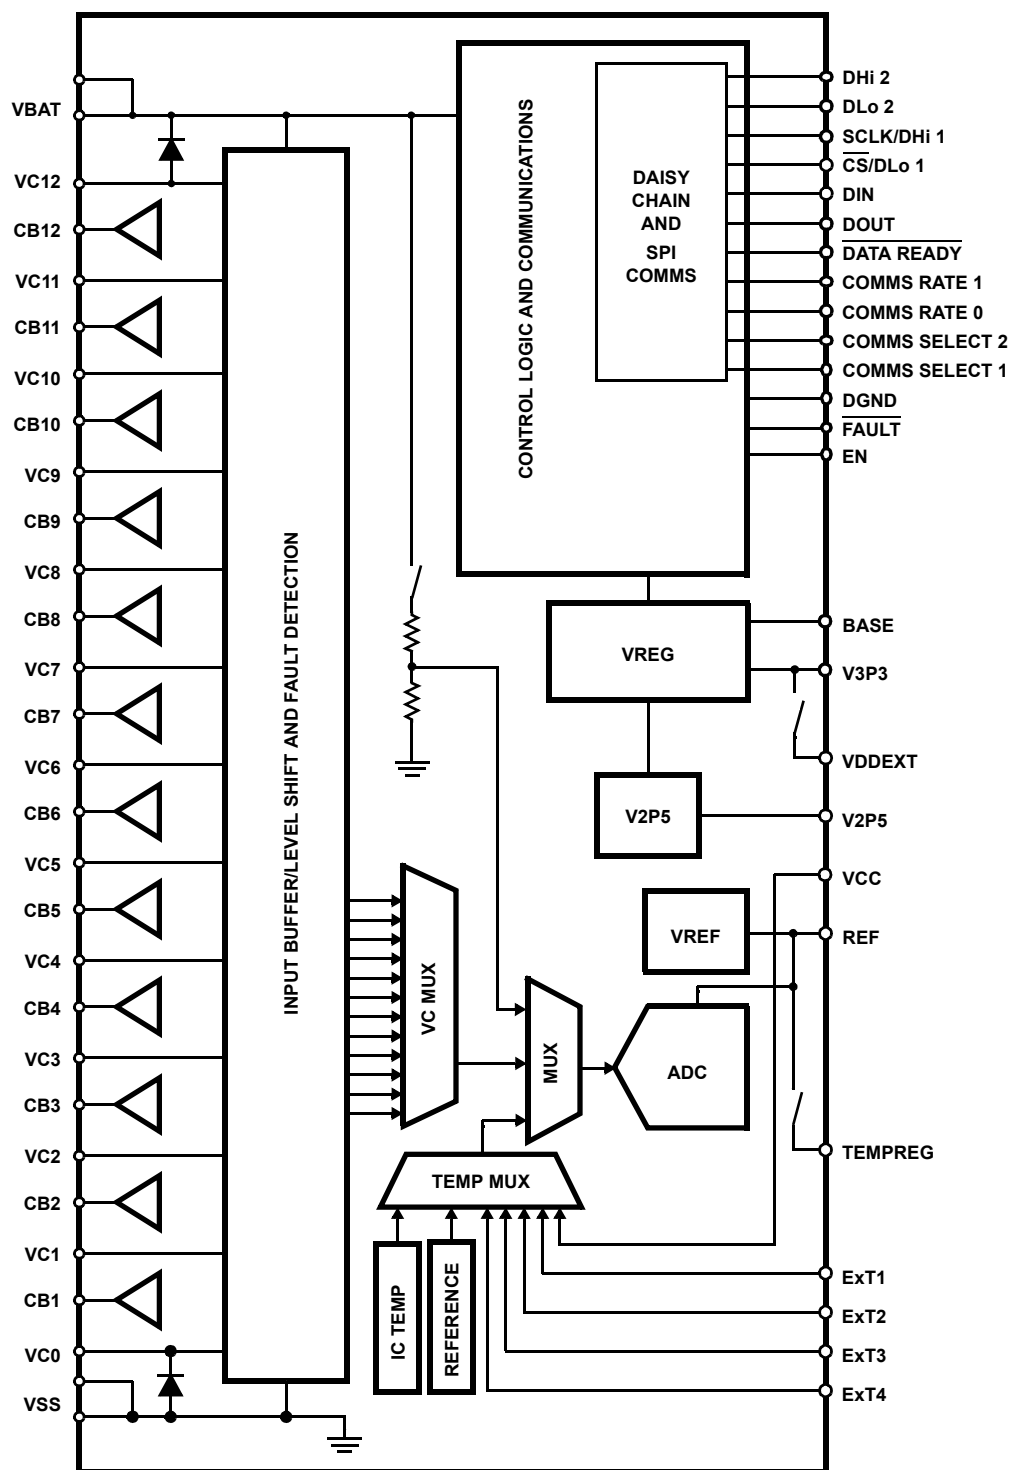 VBAT
VC12
CB12
VC11
CB11
VC10
CB10
VC9
CB9
VC8
CB8
VC7
CB7
VC6
CB6
VC5
CB5
VC4
CB4
VC3
CB3
VC2
CB2
VC1
CB1
VC0
VSS
INPUT BUFFER/LEVEL SHIFT AND FAULT DETECTION
CONTROL LOGIC AND COMMUNICATIONS
DAISY
CHAIN
AND
SPI
COMMS
VREG
V2P5
VREF
VC MUX
MUX
ADC
TEMP MUX
IC TEMP
REFERENCE
DHi 2
DLo 2
SCLK/DHi 1
CS/DLo 1
DIN
DOUT
DATA READY
COMMS RATE 1
COMMS RATE 0
COMMS SELECT 2
COMMS SELECT 1
DGND
FAULT
EN
BASE
V3P3
VDDEXT
V2P5
VCC
REF
TEMPREG
ExT1
ExT2
ExT3
ExT4